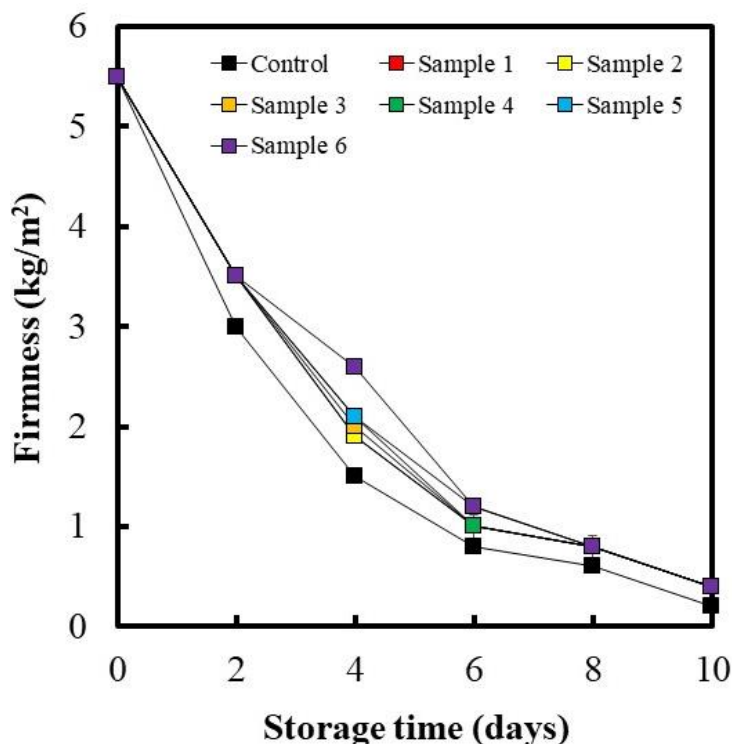 6
Control
Sample 1
Sample 2
Sample 3
Sample 4
Sample 5
Sample 6
5
4
3
2
1
0
Firmness (kg/m²)
0 2 4 6 8 10
Storage time (days)